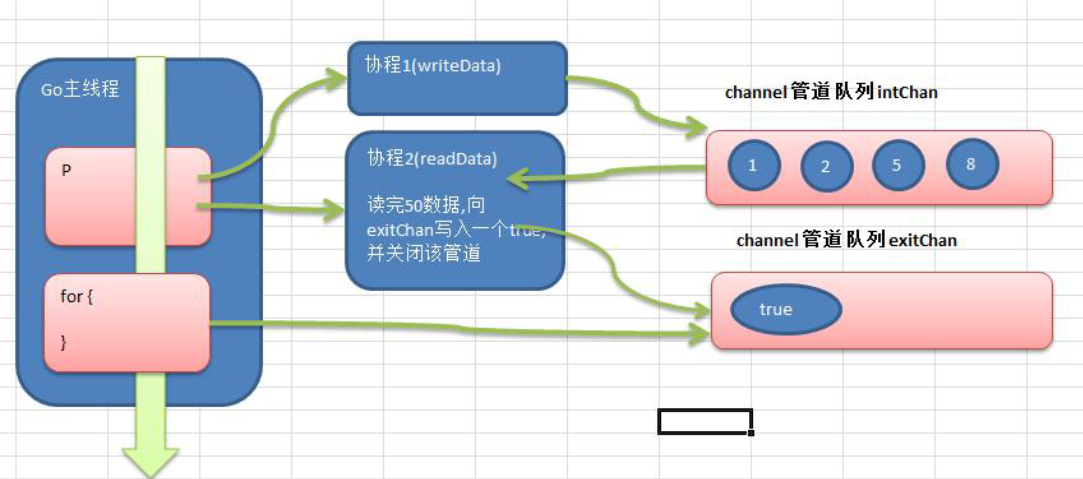 Go主线程
P
for {
}
协程1(writeData)
协程2(readData)
读完50数据,向
exitChan写入一个true,
并关闭该管道
channel管道队列intChan
1 2 5 8
channel管道队列exitChan
true